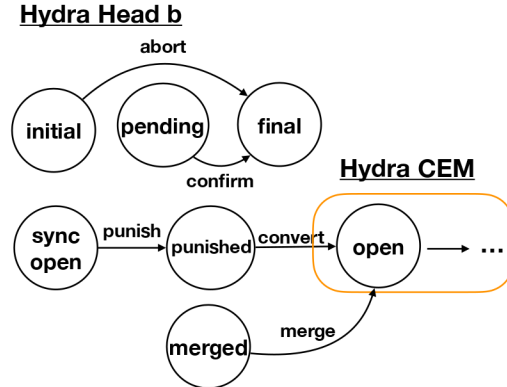 Hydra Head b
abort
initial
pending
final
confirm
Hydra CEM
sync
open
punish
punished
convert
open
...
merged
merge